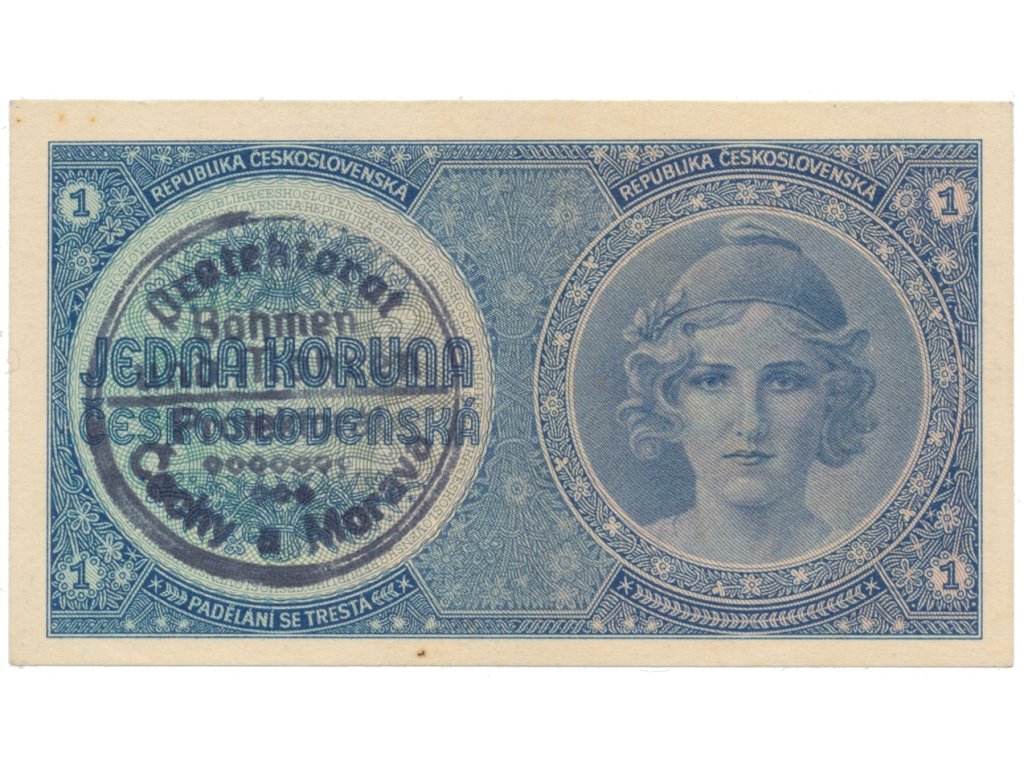 REPUBLIKA ČESKOSLOVENSKÁ
REPUBLIKA ČESKOSLOVENSKÁ
1
1
Protektorat
Böhmen
JEDNA KORUNA
ČESKOSLOVENSKÁ
Čechy a Morava
1
1
PADĚLÁNÍ SE TRESTÁ